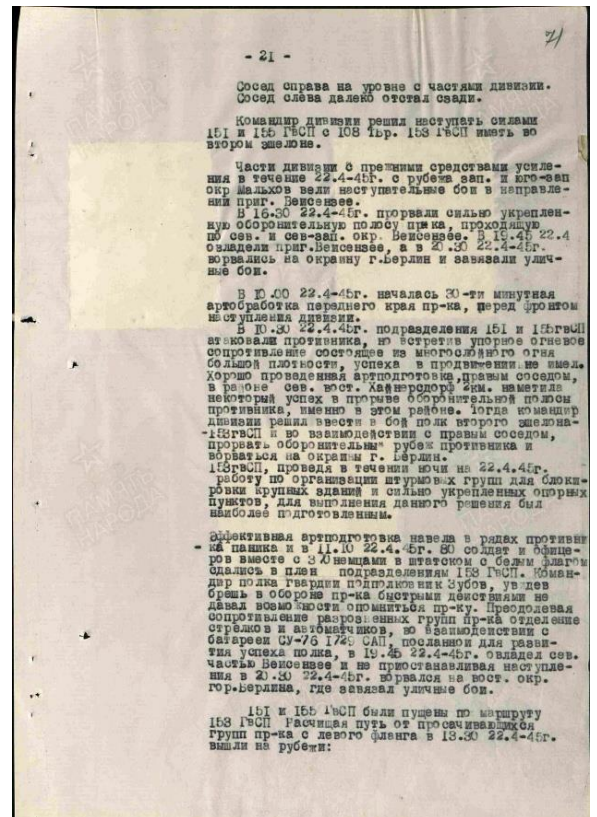 71
- 21 -
Сосед справа на уровне с частями дивизии.
Сосед слева далеко отстал сзади.
Командир дивизии решил наступать силами
151 и 155 ГвСП с 108 Тбр. 153 ГвСП иметь во
втором эшелоне.
Части дивизии с прежними средствами усиле-
ния в течение 22.4-45г. с рубежа зап. и юго-зап
окр Мальхов вели наступательные бои в направле-
нии приг. Вейсензее.
В 16.30 22.4-45г. прорвали сильно укреплен-
ную оборонительную полосу пр-ка, проходящую
по сев. и сев-зап. окр. Вейсензее. В 19.45 22.4
овладели приг.Вейсензее, а в 20.30 22.4-45г.
ворвались на окраину г.Берлин и завязали улич-
ные бои.
В 10.00 22.4-45г. началась 30-ти минутная
артобработка переднего края пр-ка, перед фронтом
наступления дивизии.
В 10.30 22.4.45г. подразделения 151 и 155гвСП
атаковали противника, но встретив упорное огневое
сопротивление состоящее из многослойного огня
большой плотности, успеха в продвижении не имел.
Хорошо проведенная артподготовка,правым соседом,
в районе сев. вост. Хайнерсдорф 2км. наметила
некоторый успех в прорыве оборонительной полосы
противника, именно в этом районе. Тогда командир
дивизии решил ввести в бой полк второго эшелона-
-153гвСП и во взаимодействии с правым соседом,
прорвать оборонительный рубеж противника и
ворваться на окраины г. Берлин.
153гвСП, проведя в течении ночи на 22.4.45г.
работу по организации штурмовых групп для блоки-
ровки крупных зданий и сильно укрепленных опорных
пунктов, для выполнения данного решения был
наиболее подготовленным.
Эффективная артподготовка навела в рядах противни
ка паника и в 11.10 22.4.45г. 80 солдат и офице-
ров вместе с 370 немцами в штатском с белым флагом
сдались в плен подразделениям 153 ГвСП. Коман-
дир полка гвардии подполковник Зубов, увидев
брешь в обороне пр-ка быстрыми действиями не
давал возможности опомниться пр-ку. Преодолевая
сопротивление разрозненных групп пр-ка отделение
стрелков и автоматчиков, во взаимодействии с
батареей СУ-76 1729 САП, посланной для разви-
тия успеха полка, в 19.45 22.4-45г. овладел сев.
частью Вейсензее и не приостанавливая наступле-
ния в 20.30 22.4-45г. ворвался на вост. окр.
гор.Берлина, где завязал уличные бои.
151 и 155 ГвСП были пущены по маршруту
153 ГвСП Расчищая путь от просачивающихся
групп пр-ка с левого фланга в 13.30 22.4-45г.
вышли на рубежи: